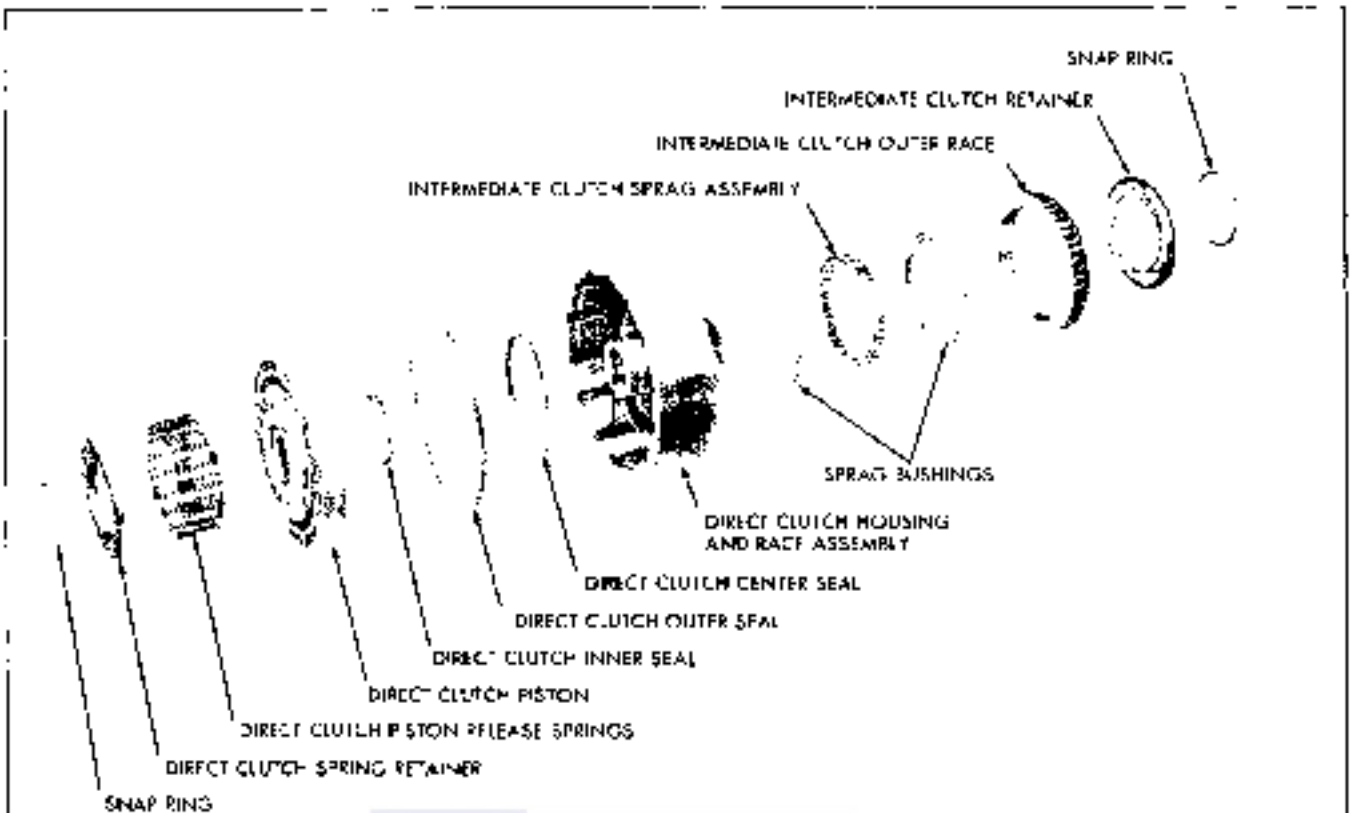 SNAP RING
INTERMEDIATE CLUTCH RETAINER
INTERMEDIATE CLUTCH OUTER RACE
INTERMEDIATE CLUTCH SPRAG ASSEMBLY
SPRAG BUSHINGS
DIRECT CLUTCH HOUSING
AND RACE ASSEMBLY
DIRECT CLUTCH CENTER SEAL
DIRECT CLUTCH OUTER SEAL
DIRECT CLUTCH INNER SEAL
DIRECT CLUTCH PISTON
DIRECT CLUTCH PISTON RELEASE SPRINGS
DIRECT CLUTCH SPRING RETAINER
SNAP RING